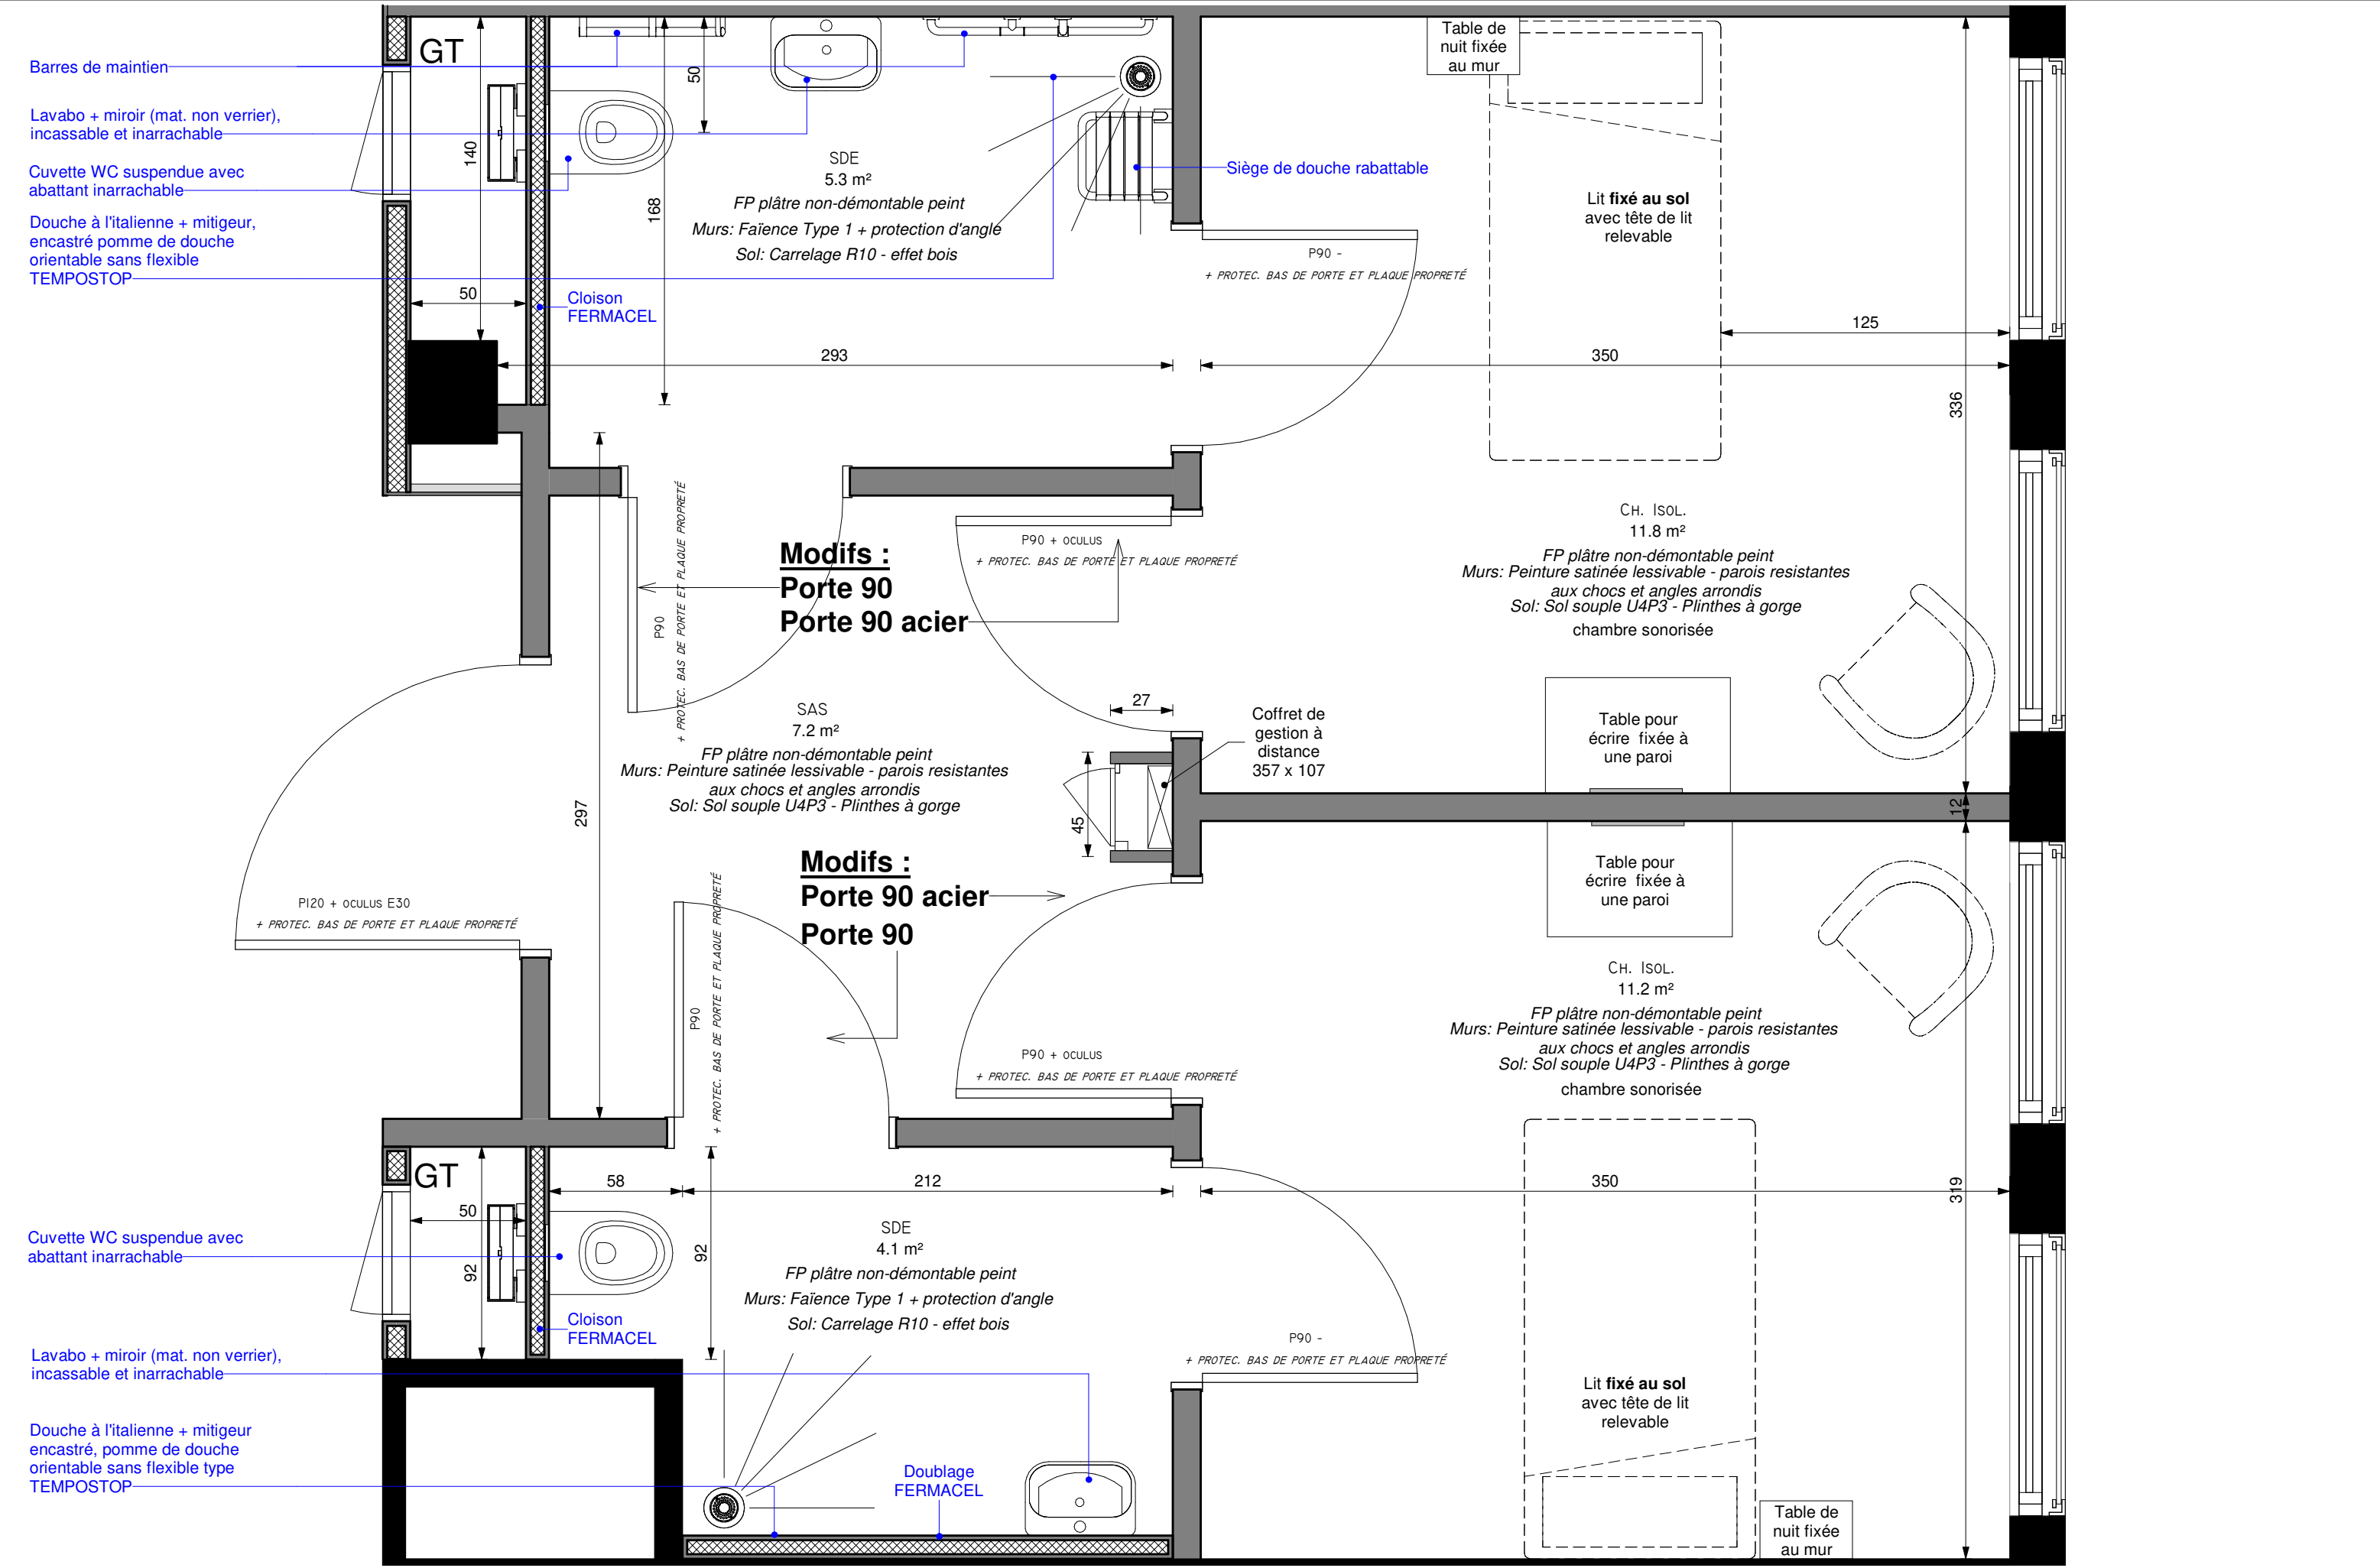 GT
Barres de maintien
Lavabo + miroir (mat. non verrier),
incassable et inarrachable
Cuvette WC suspendue avec
abattant inarrachable
Douche à l'italienne + mitigeur,
encastré pomme de douche
orientable sans flexible
TEMPOSTOP
140
50
Cloison
FERMACEL
50
168
SDE
5.3 m²
FP plâtre non-démontable peint
Murs: Faïence Type 1 + protection d'angle
Sol: Carrelage R10 - effet bois
293
Siège de douche rabattable
P90 -
+ PROTEC. BAS DE PORTE ET PLAQUE PROPRETÉ
Table de
nuit fixée
au mur
Lit fixé au sol
avec tête de lit
relevable
125
350
336
P90
+ PROTEC. BAS DE PORTE ET PLAQUE PROPRETÉ
Modifs :
Porte 90
Porte 90 acier
P90 + OCULUS
+ PROTEC. BAS DE PORTE ET PLAQUE PROPRETÉ
CH. ISOL.
11.8 m²
FP plâtre non-démontable peint
Murs: Peinture satinée lessivable - parois resistantes
aux chocs et angles arrondis
Sol: Sol souple U4P3 - Plinthes à gorge
chambre sonorisée
SAS
7.2 m²
FP plâtre non-démontable peint
Murs: Peinture satinée lessivable - parois resistantes
aux chocs et angles arrondis
Sol: Sol souple U4P3 - Plinthes à gorge
297
27
45
Coffret de
gestion à
distance
357 x 107
Table pour
écrire fixée à
une paroi
12
Table pour
écrire fixée à
une paroi
PI20 + OCULUS E30
+ PROTEC. BAS DE PORTE ET PLAQUE PROPRETÉ
Modifs :
Porte 90 acier
Porte 90
P90
+ PROTEC. BAS DE PORTE ET PLAQUE PROPRETÉ
P90 + OCULUS
+ PROTEC. BAS DE PORTE ET PLAQUE PROPRETÉ
CH. ISOL.
11.2 m²
FP plâtre non-démontable peint
Murs: Peinture satinée lessivable - parois resistantes
aux chocs et angles arrondis
Sol: Sol souple U4P3 - Plinthes à gorge
chambre sonorisée
GT
50
92
58
212
350
319
92
SDE
4.1 m²
FP plâtre non-démontable peint
Murs: Faïence Type 1 + protection d'angle
Sol: Carrelage R10 - effet bois
Cuvette WC suspendue avec
abattant inarrachable
Cloison
FERMACEL
P90 -
+ PROTEC. BAS DE PORTE ET PLAQUE PROPRETÉ
Lavabo + miroir (mat. non verrier),
incassable et inarrachable
Lit fixé au sol
avec tête de lit
relevable
Douche à l'italienne + mitigeur
encastré, pomme de douche
orientable sans flexible type
TEMPOSTOP
Doublage
FERMACEL
Table de
nuit fixée
au mur